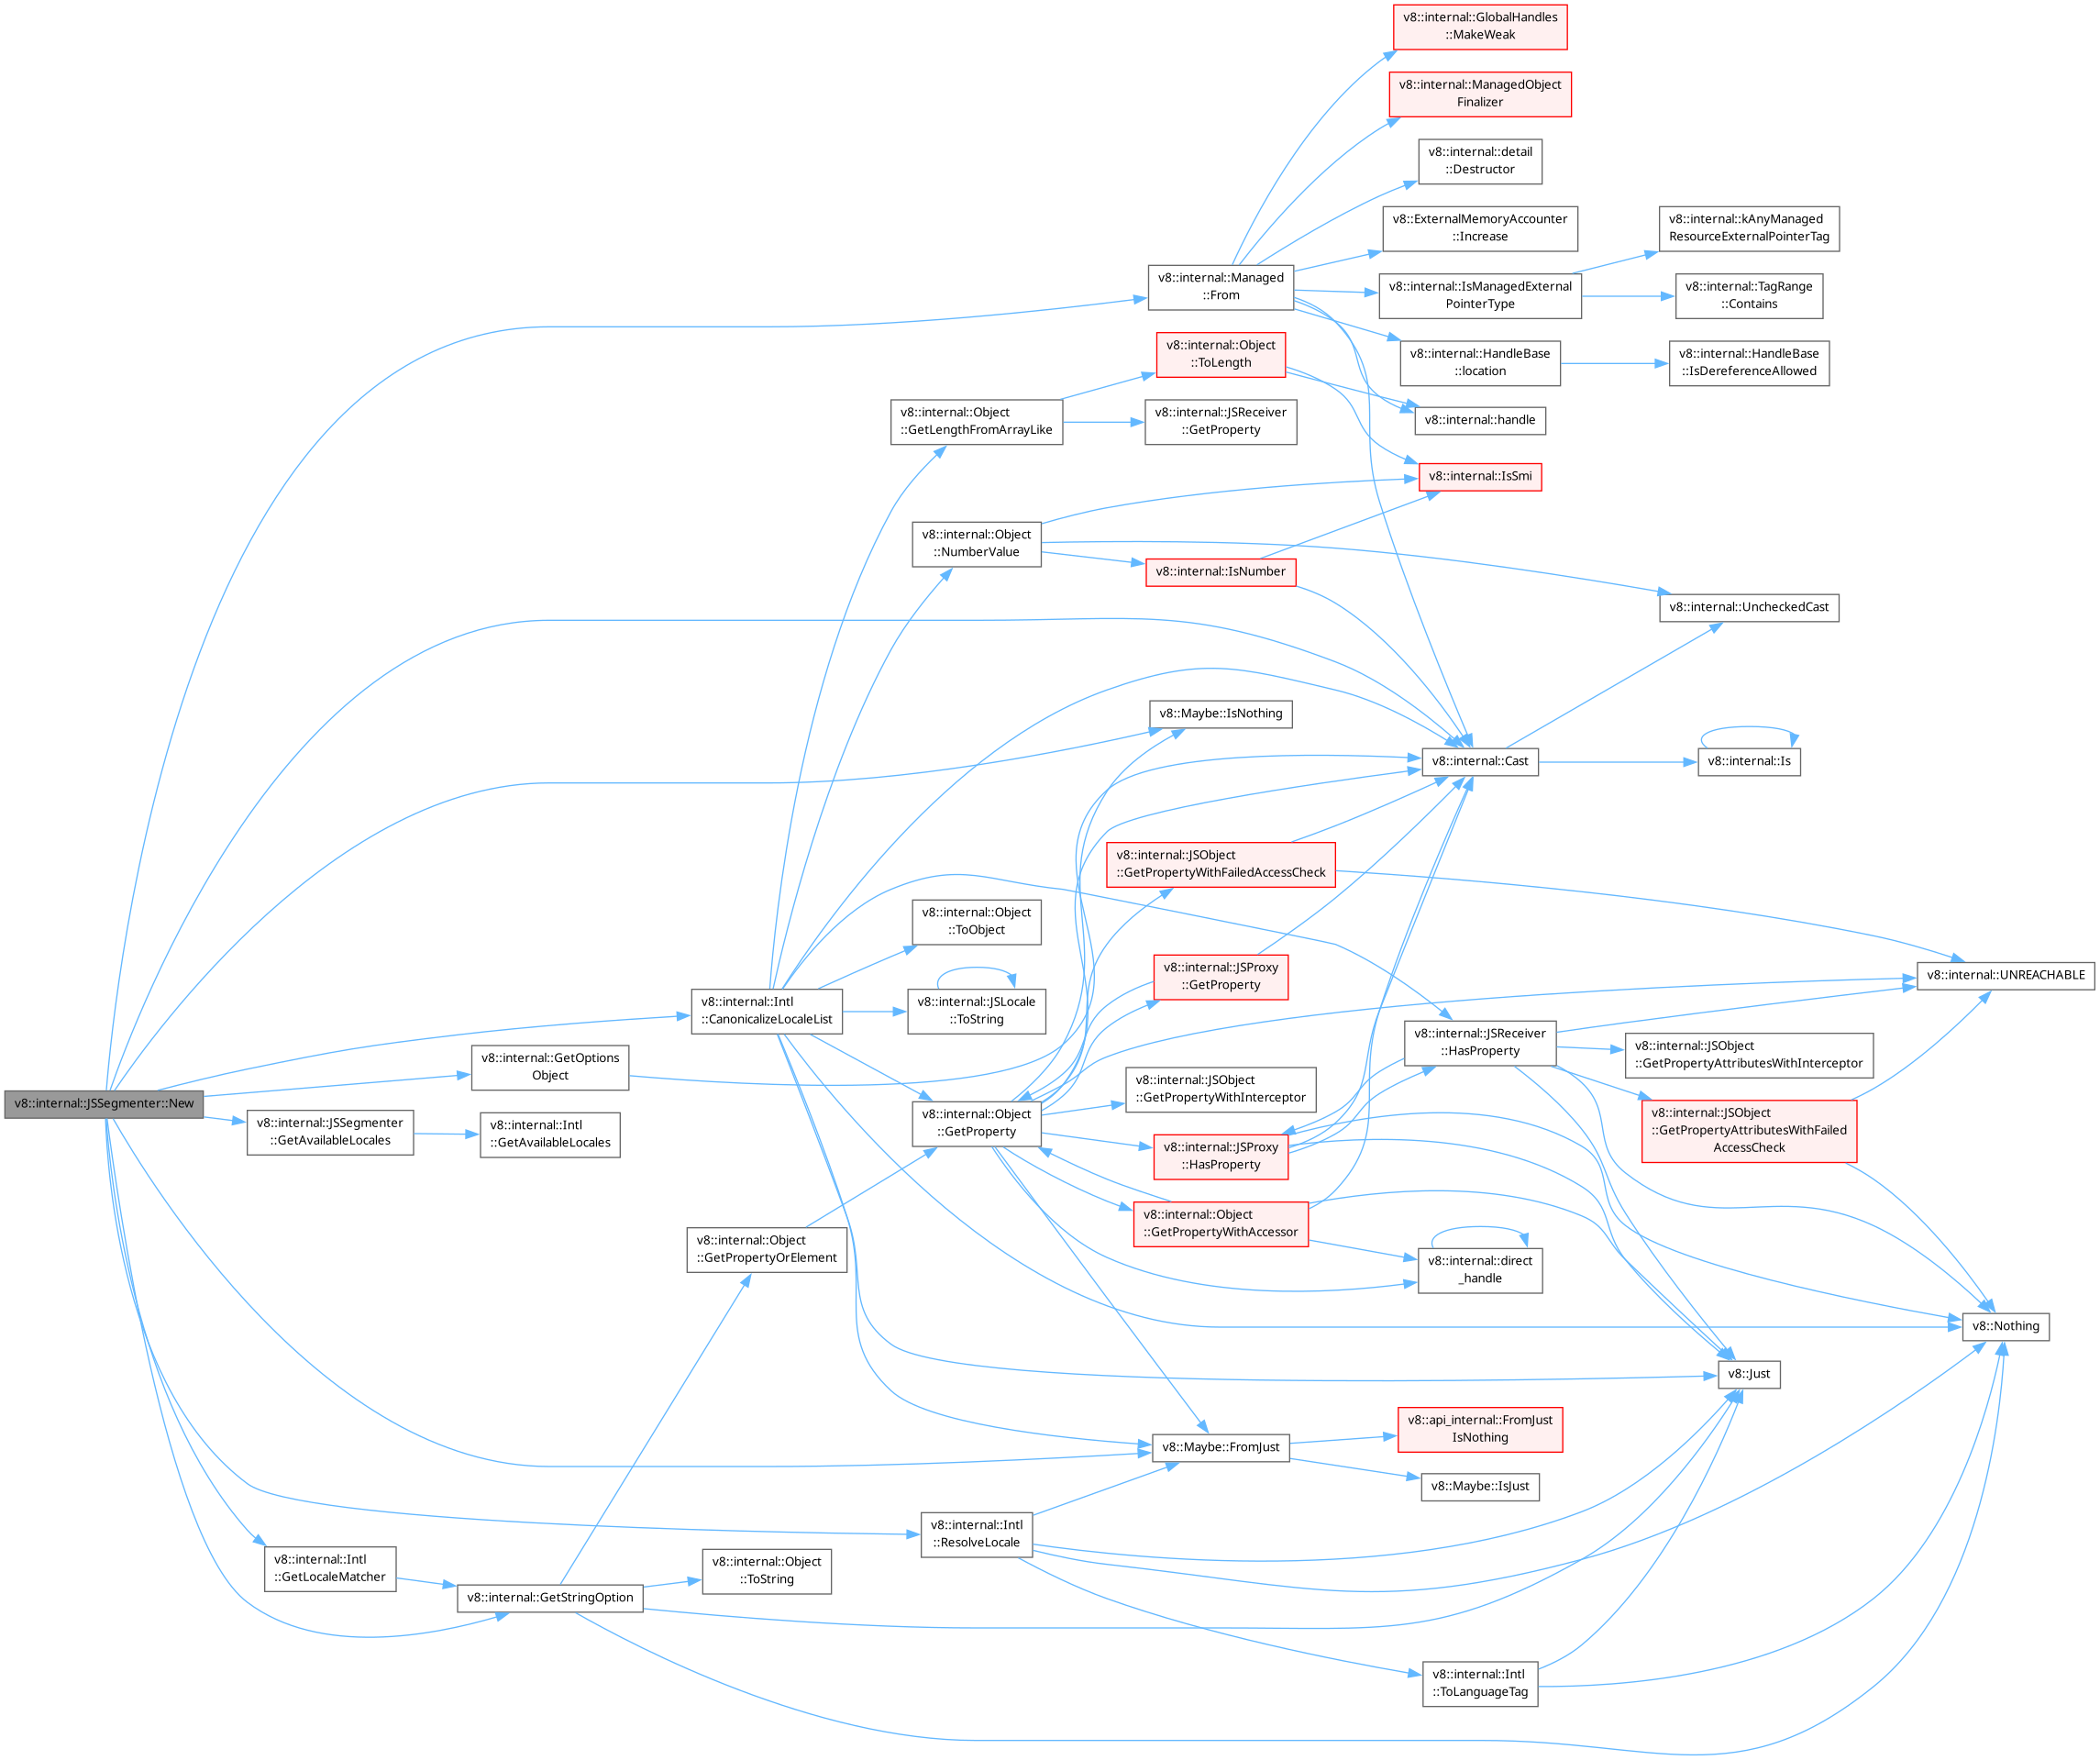 v8::internal::GlobalHandles
::MakeWeak
v8::internal::ManagedObject
Finalizer
v8::internal::detail
::Destructor
v8::ExternalMemoryAccounter
::Increase
v8::internal::kAnyManaged
ResourceExternalPointerTag
v8::internal::Managed
::From
v8::internal::IsManagedExternal
PointerType
v8::internal::TagRange
::Contains
v8::internal::Object
::ToLength
v8::internal::HandleBase
::location
v8::internal::HandleBase
::IsDereferenceAllowed
v8::internal::Object
::GetLengthFromArrayLike
v8::internal::JSReceiver
::GetProperty
v8::internal::handle
v8::internal::IsSmi
v8::internal::Object
::NumberValue
v8::internal::IsNumber
v8::internal::UncheckedCast
v8::Maybe::IsNothing
v8::internal::Cast
v8::internal::Is
v8::internal::JSObject
::GetPropertyWithFailedAccessCheck
v8::internal::Object
::ToObject
v8::internal::JSProxy
::GetProperty
v8::internal::UNREACHABLE
v8::internal::Intl
::CanonicalizeLocaleList
v8::internal::JSLocale
::ToString
v8::internal::JSReceiver
::HasProperty
v8::internal::JSObject
::GetPropertyAttributesWithInterceptor
v8::internal::GetOptions
Object
v8::internal::JSSegmenter::New
v8::internal::JSObject
::GetPropertyWithInterceptor
v8::internal::JSSegmenter
::GetAvailableLocales
v8::internal::Intl
::GetAvailableLocales
v8::internal::Object
::GetProperty
v8::internal::JSProxy
::HasProperty
v8::internal::JSObject
::GetPropertyAttributesWithFailed
AccessCheck
v8::internal::Object
::GetPropertyWithAccessor
v8::internal::Object
::GetPropertyOrElement
v8::internal::direct
_handle
v8::Nothing
v8::Just
v8::api_internal::FromJust
IsNothing
v8::Maybe::FromJust
v8::Maybe::IsJust
v8::internal::Intl
::ResolveLocale
v8::internal::Intl
::GetLocaleMatcher
v8::internal::Object
::ToString
v8::internal::GetStringOption
v8::internal::Intl
::ToLanguageTag